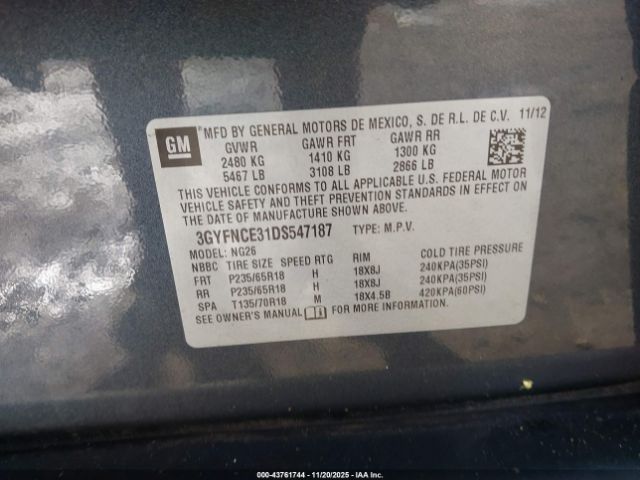 GM
MFD BY GENERAL MOTORS DE MEXICO, S. DE R.L. DE C.V. 11/12
GVWR GAWR FRT GAWR RR
2480 KG 1410 KG 1300 KG
5467 LB 3108 LB 2866 LB
THIS VEHICLE CONFORMS TO ALL APPLICABLE U.S. FEDERAL MOTOR
VEHICLE SAFETY AND THEFT PREVENTION STANDARDS IN EFFECT ON
THE DATE OF MANUFACTURE SHOWN ABOVE.
3GYFNCE31DS547187 TYPE: M.P.V.
MODEL: NG26
NBBC TIRE SIZE SPEED RTG RIM COLD TIRE PRESSURE
FRT P235/65R18 H 18X8J 240KPA(35PSI)
RR P235/65R18 H 18X8J 240KPA(35PSI)
SPA T135/70R18 M 18X4.5B 420KPA(60PSI)
SEE OWNER'S MANUAL FOR MORE INFORMATION
000-43761744 - 11/20/2025 - IAAI Inc.